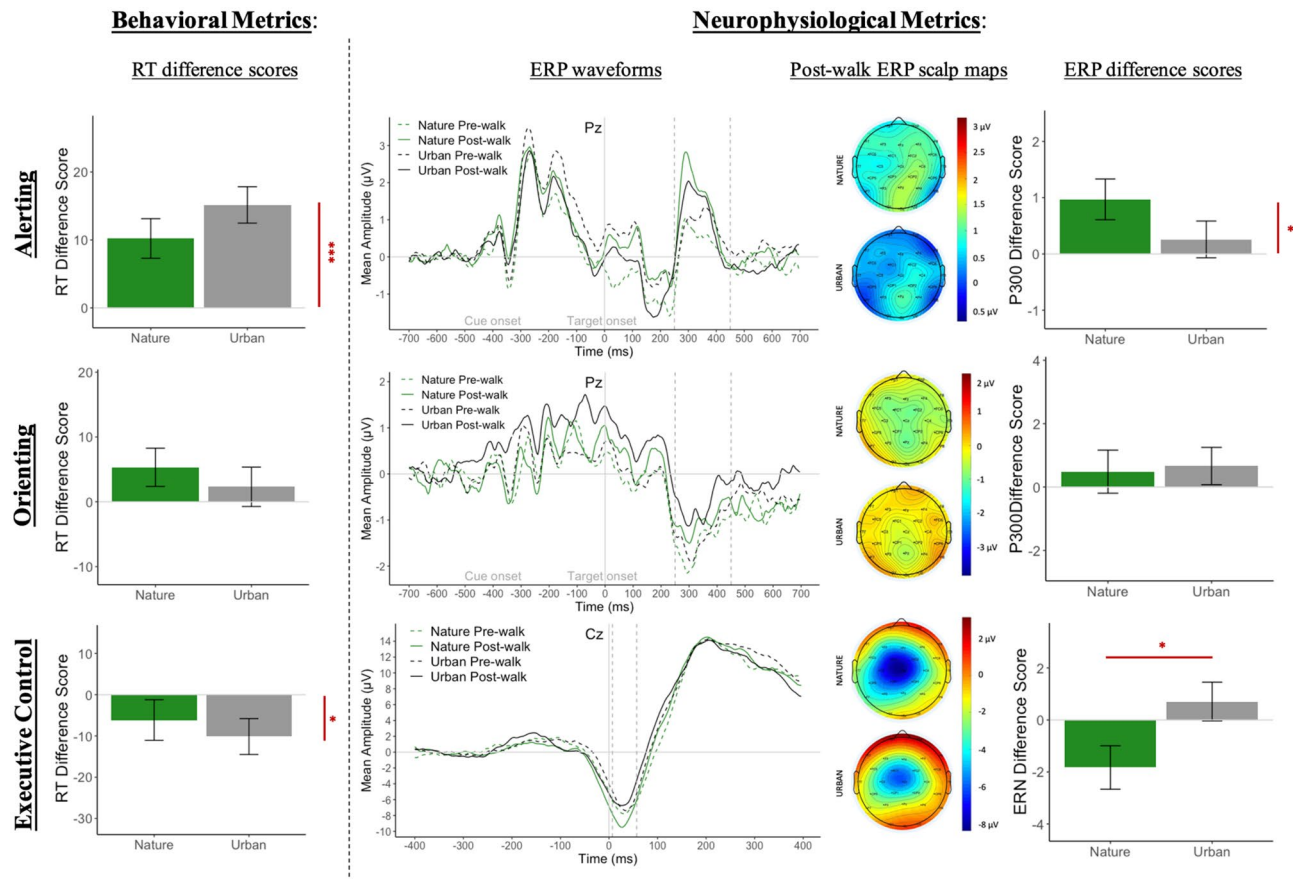 Behavioral Metrics:
Neurophysiological Metrics:
RT difference scores
ERP waveforms
Post-walk ERP scalp maps
ERP difference scores
Alerting
RT Difference Score
20
10
0
Nature
Urban
***
Mean Amplitude (µV)
3
2
1
0
-1
Nature Pre-walk
Nature Post-walk
Urban Pre-walk
Urban Post-walk
Pz
Cue onset
Target onset
-700 -600 -500 -400 -300 -200 -100 0 100 200 300 400 500 600 700
Time (ms)
NATURE
URBAN
3 µV
2.5
2
1.5
1
0.5 µV
P300 Difference Score
2
1
0
-1
Nature
Urban
*
Orienting
RT Difference Score
20
10
0
-10
Nature
Urban
Mean Amplitude (µV)
2
1
0
-1
-2
Nature Pre-walk
Nature Post-walk
Urban Pre-walk
Urban Post-walk
Pz
Cue onset
Target onset
-700 -600 -500 -400 -300 -200 -100 0 100 200 300 400 500 600 700
Time (ms)
NATURE
URBAN
2 µV
1
0
-1
-2
-3 µV
P300Difference Score
4
2
0
-2
Nature
Urban
Executive Control
RT Difference Score
10
0
-10
-20
-30
Nature
Urban
*
Mean Amplitude (µV)
14
12
10
8
6
4
2
0
-2
-4
-6
-8
-10
Nature Pre-walk
Nature Post-walk
Urban Pre-walk
Urban Post-walk
Cz
-400 -300 -200 -100 0 100 200 300 400
Time (ms)
NATURE
URBAN
2 µV
0
-2
-4
-6
-8 µV
ERN Difference Score
2
0
-2
-4
Nature
Urban
*